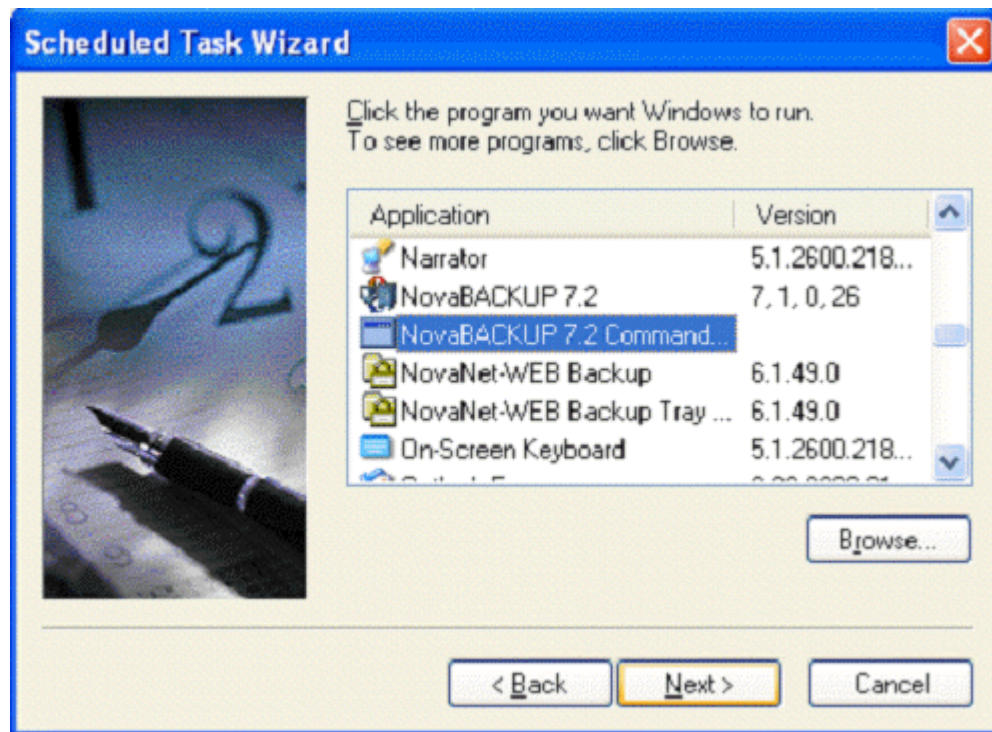 Scheduled Task Wizard
Click the program you want Windows to run.
To see more programs, click Browse.
Application Version
Narrator 5.1.2600.218...
NovaBACKUP 7.2 7, 1, 0, 26
NovaBACKUP 7.2 Command...
NovaNet-WEB Backup 6.1.49.0
NovaNet-WEB Backup Tray ... 6.1.49.0
On-Screen Keyboard 5.1.2600.218...
Browse...
< Back Next > Cancel